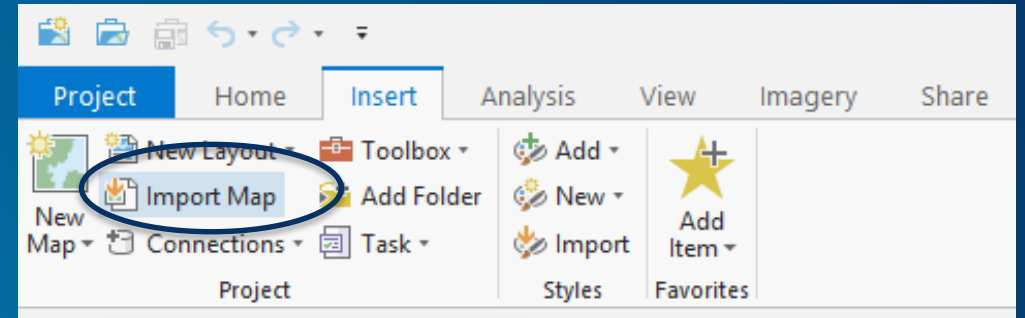 Project Home Insert Analysis View Imagery Share
New Layout Toolbox Add
Import Map Add Folder New
New Map Connections Task Import Add Item
Project Styles Favorites